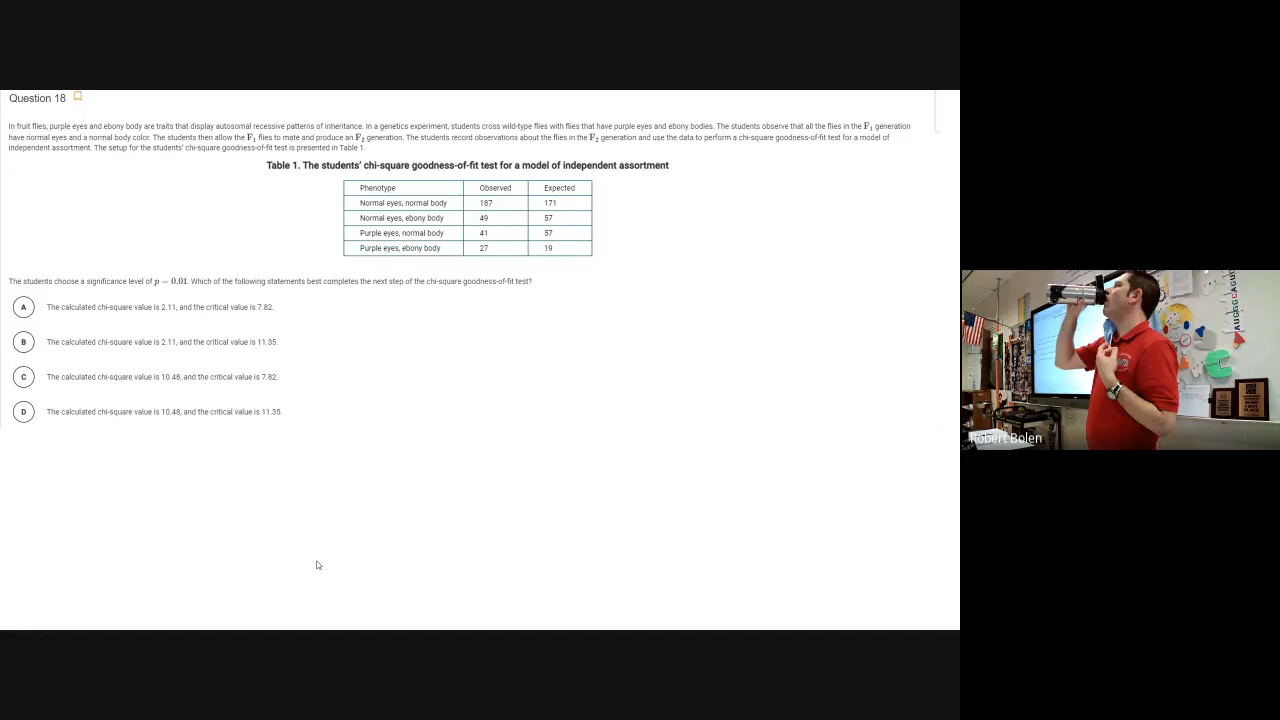 Question 18
In fruit flies, purple eyes and ebony body are traits that display autosomal recessive patterns of inheritance. In a genetics experiment, students cross wild-type flies with flies that have purple eyes and ebony bodies. The students observe that all the flies in the F₁ generation
have normal eyes and a normal body color. The students then allow the F₁ flies to mate and produce an F₂ generation. The students record observations about the flies in the F₂ generation and use the data to perform a chi-square goodness-of-fit test for a model of
independent assortment. The setup for the students' chi-square goodness-of-fit test is presented in Table 1.
Table 1. The students' chi-square goodness-of-fit test for a model of independent assortment
Phenotype Observed Expected
Normal eyes, normal body 187 171
Normal eyes, ebony body 49 57
Purple eyes, normal body 41 57
Purple eyes, ebony body 27 19
The students choose a significance level of p = 0.01. Which of the following statements best completes the next step of the chi-square goodness-of-fit test?
A The calculated chi-square value is 2.11, and the critical value is 7.82.
B The calculated chi-square value is 2.11, and the critical value is 11.35.
C The calculated chi-square value is 10.48, and the critical value is 7.82.
D The calculated chi-square value is 10.48, and the critical value is 11.35.
AUGGGCAGU
FIRST
PLACE
Robert Bolen